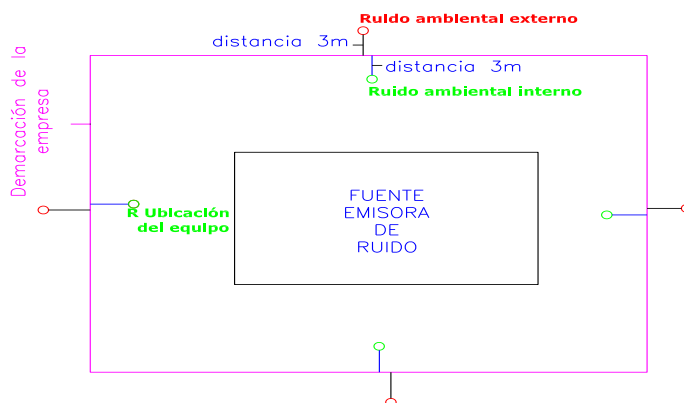 Ruido ambiental externo
distancia 3m
distancia 3m
Ruido ambiental interno
Demarcación de la
empresa
R Ubicación
del equipo
FUENTE
EMISORA
DE
RUIDO